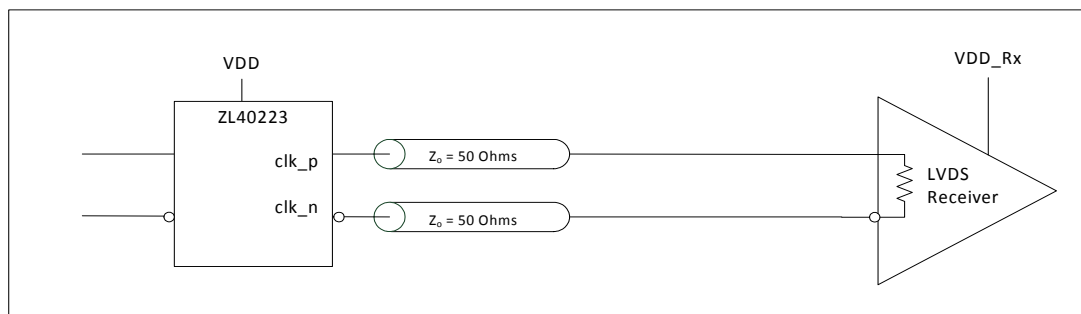 VDD
VDD_Rx
ZL40223
clk_p
Zₒ = 50 Ohms
LVDS
Receiver
clk_n
Zₒ = 50 Ohms